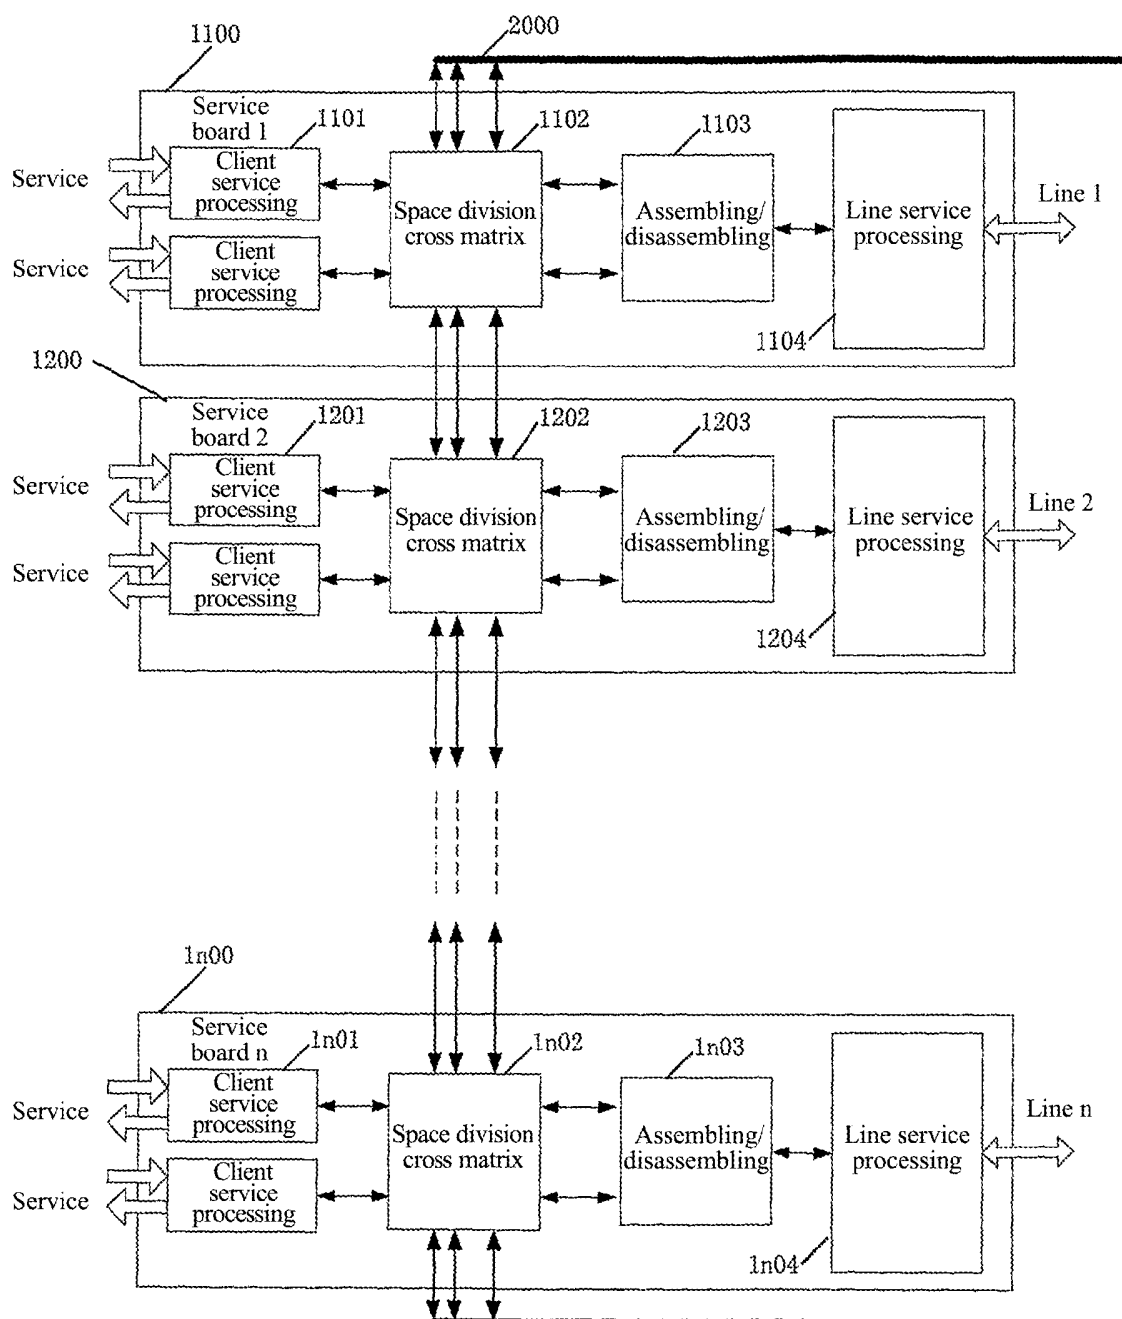 2000
1100
Service
board 1
1101
1102
1103
Client
service
processing
Service
Space division
cross matrix
Assembling/
disassembling
Line service
processing
Line 1
Client
service
processing
Service
1104
1200
Service
board 2
1201
1202
1203
Client
service
processing
Service
Space division
cross matrix
Assembling/
disassembling
Line service
processing
Line 2
Client
service
processing
Service
1204
1n00
Service
board n
1n01
1n02
1n03
Client
service
processing
Service
Space division
cross matrix
Assembling/
disassembling
Line service
processing
Line n
Client
service
processing
Service
1n04